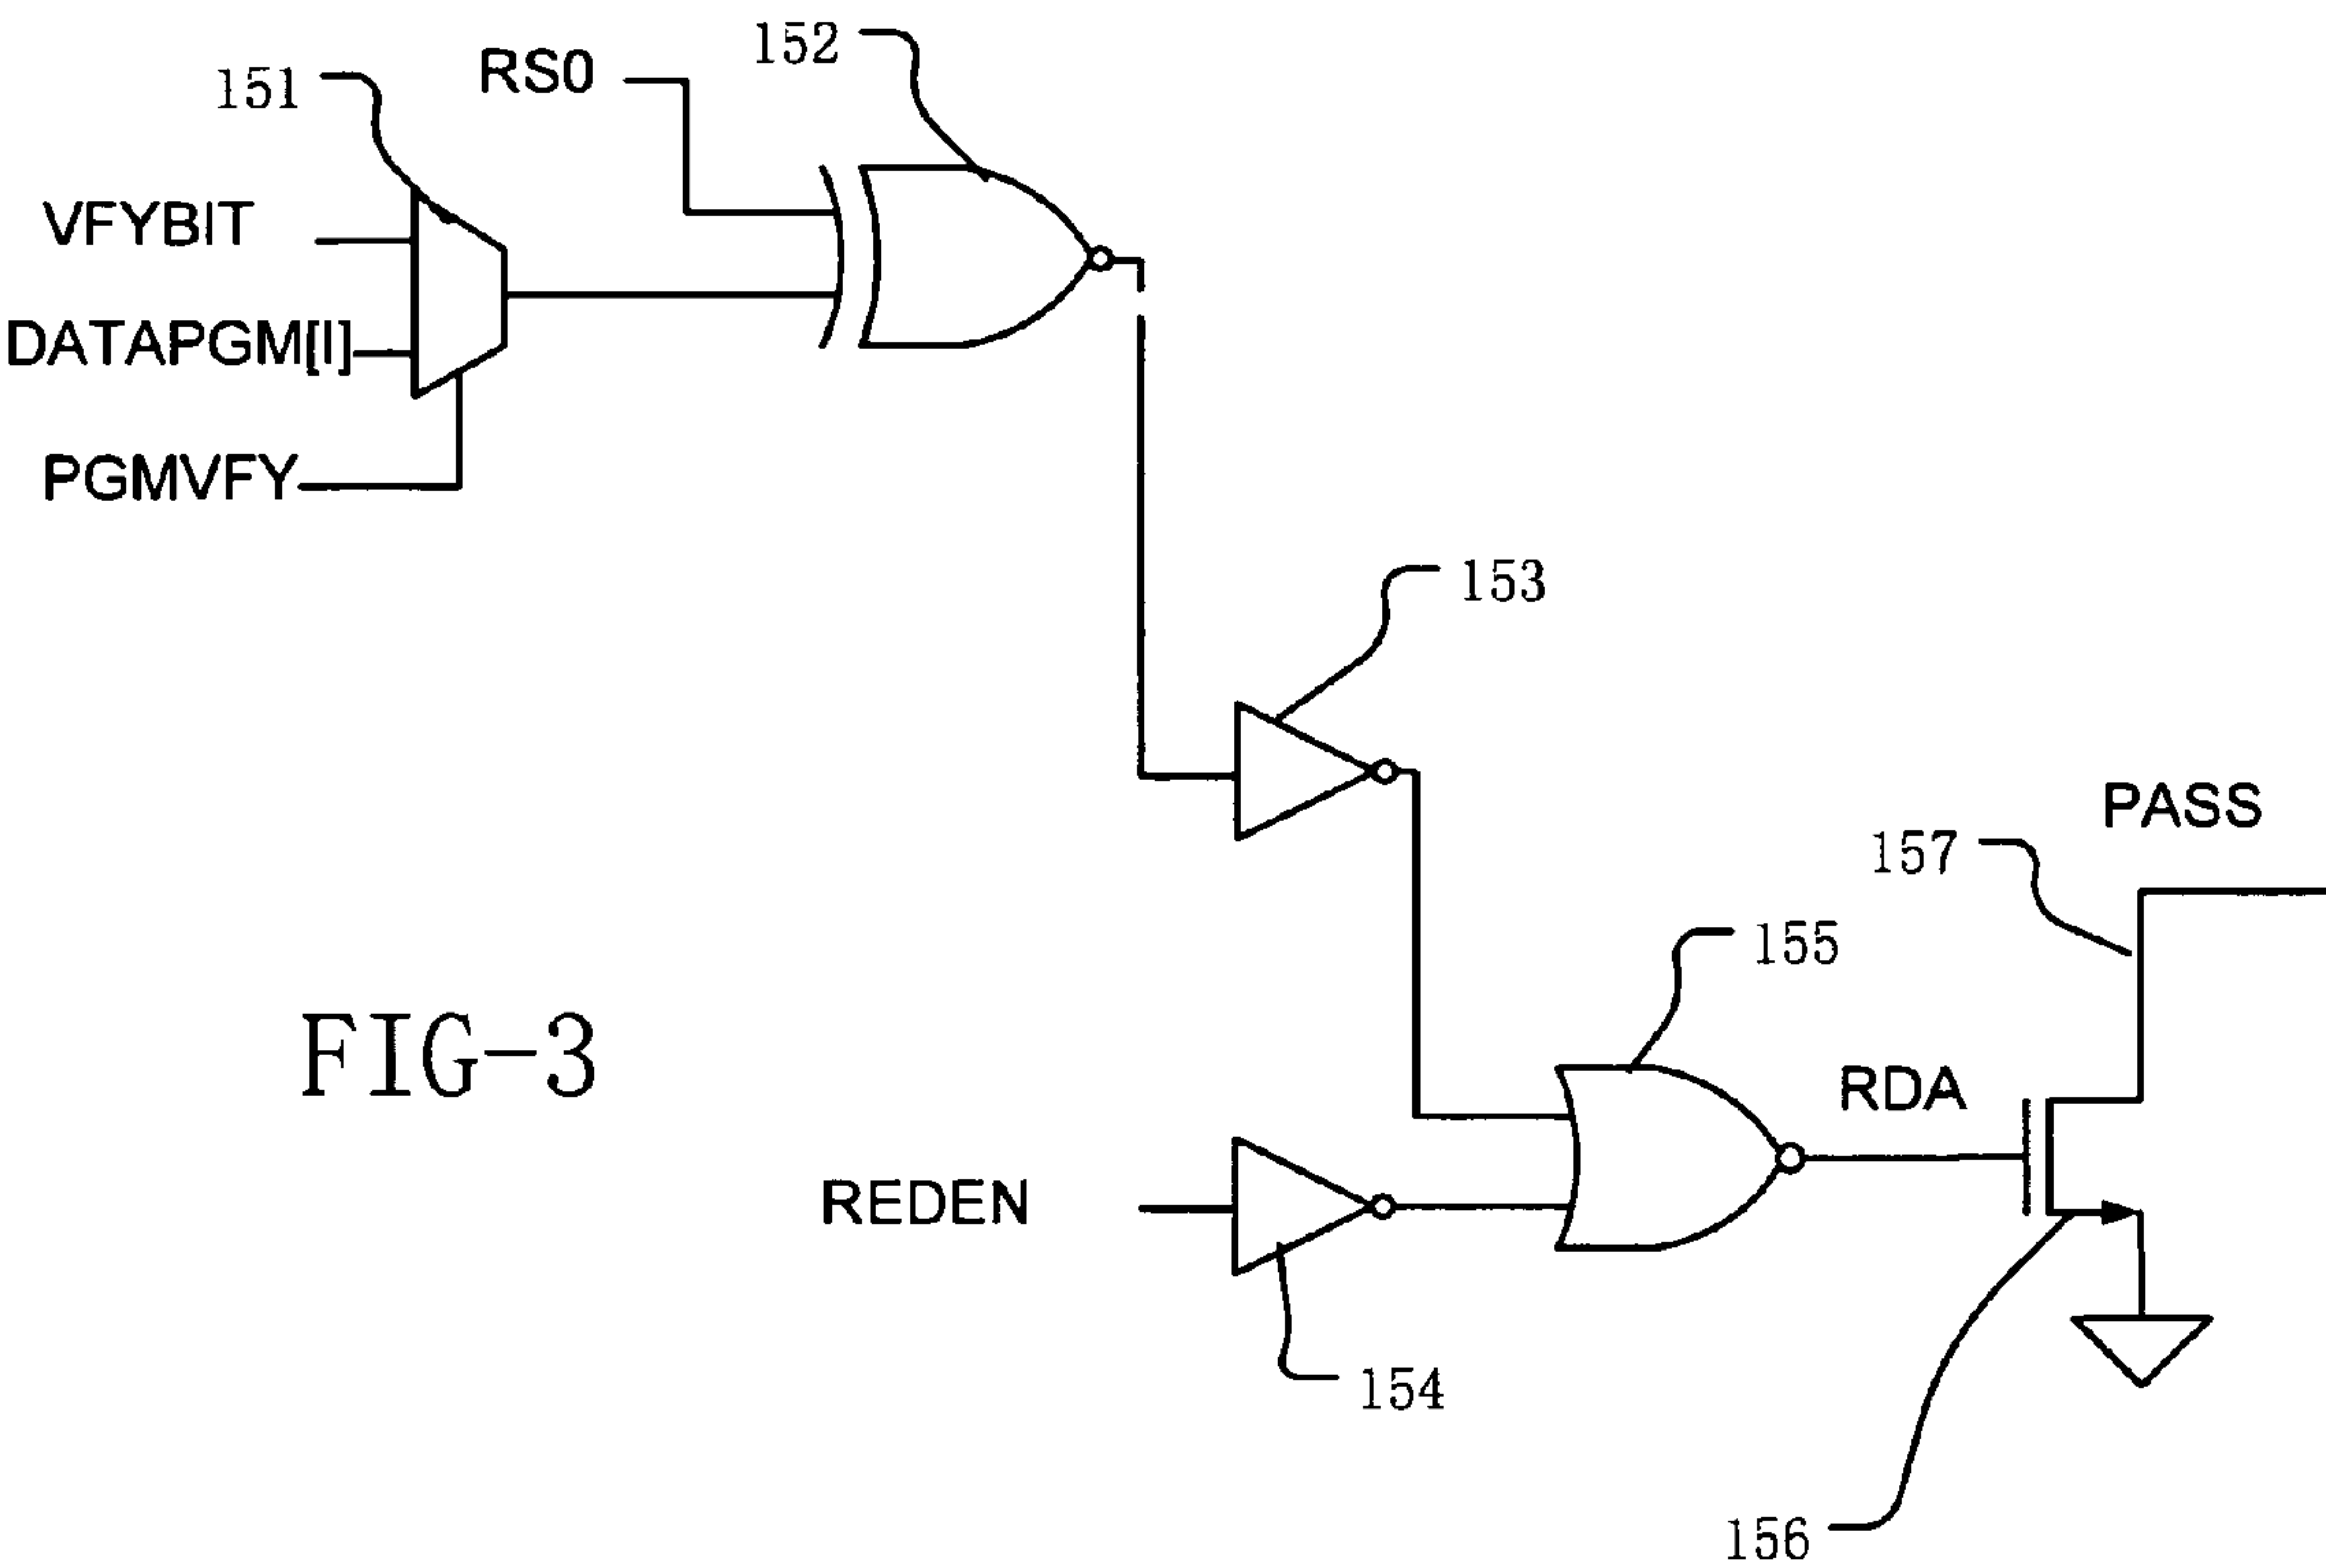 152
RS0
151
VFYBIT
DATAPGM[I]
PGMVFY
153
PASS
157
155
FIG-3
RDA
REDEN
154
156